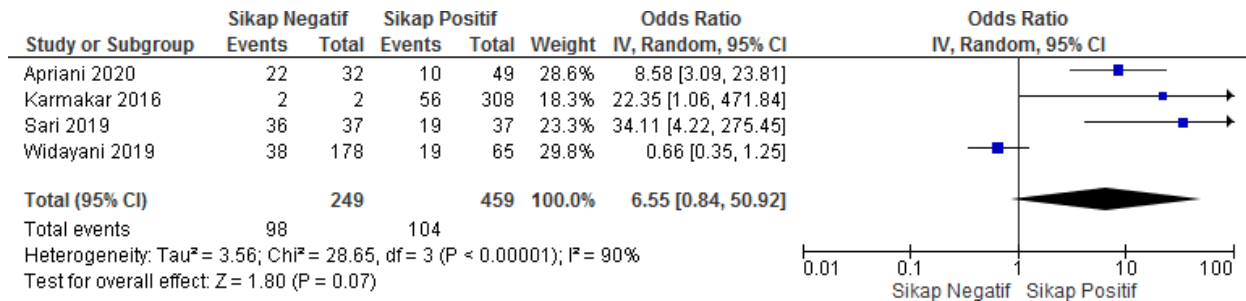 Sikap Negatif Sikap Positif Odds Ratio Odds Ratio
Study or Subgroup Events Total Events Total Weight IV, Random, 95% CI IV, Random, 95% CI
Apriani 2020 22 32 10 49 28.6% 8.58 [3.09, 23.81]
Karmakar 2016 2 2 56 308 18.3% 22.35 [1.06, 471.84]
Sari 2019 36 37 19 37 23.3% 34.11 [4.22, 275.45]
Widayani 2019 38 178 19 65 29.8% 0.66 [0.35, 1.25]
Total (95% CI) 249 459 100.0% 6.55 [0.84, 50.92]
Total events 98 104
Heterogeneity: Tau² = 3.56; Chi² = 28.65, df = 3 (P < 0.00001); I² = 90%
Test for overall effect: Z = 1.80 (P = 0.07)
0.01 0.1 1 10 100
Sikap Negatif Sikap Positif